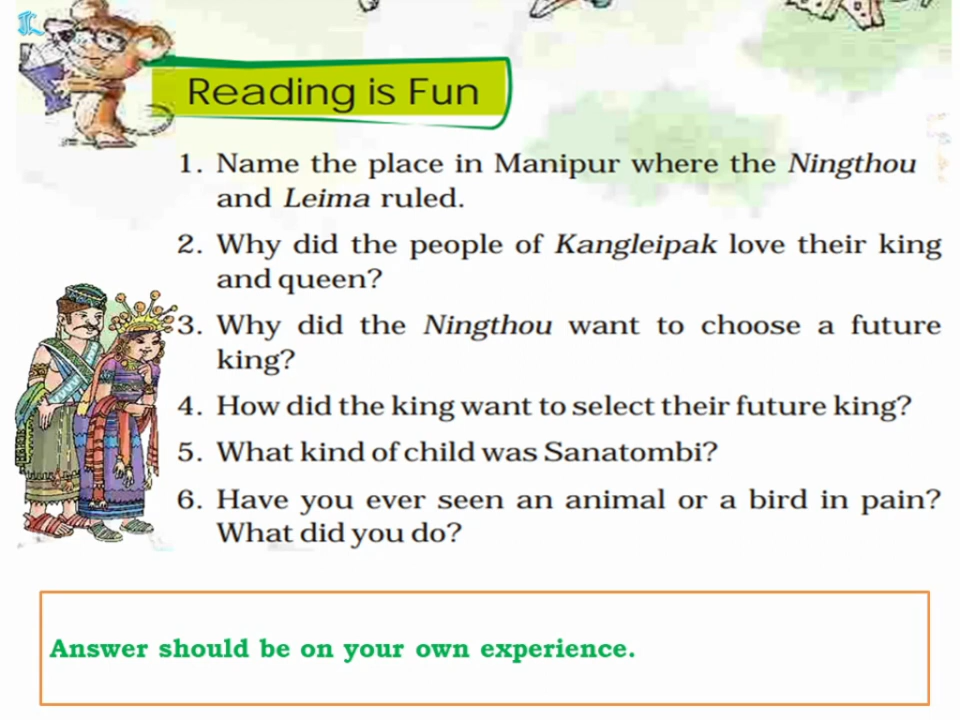 Reading is Fun
1. Name the place in Manipur where the Ningthou
and Leima ruled.
2. Why did the people of Kangleipak love their king
and queen?
3. Why did the Ningthou want to choose a future
king?
4. How did the king want to select their future king?
5. What kind of child was Sanatombi?
6. Have you ever seen an animal or a bird in pain?
What did you do?
Answer should be on your own experience.